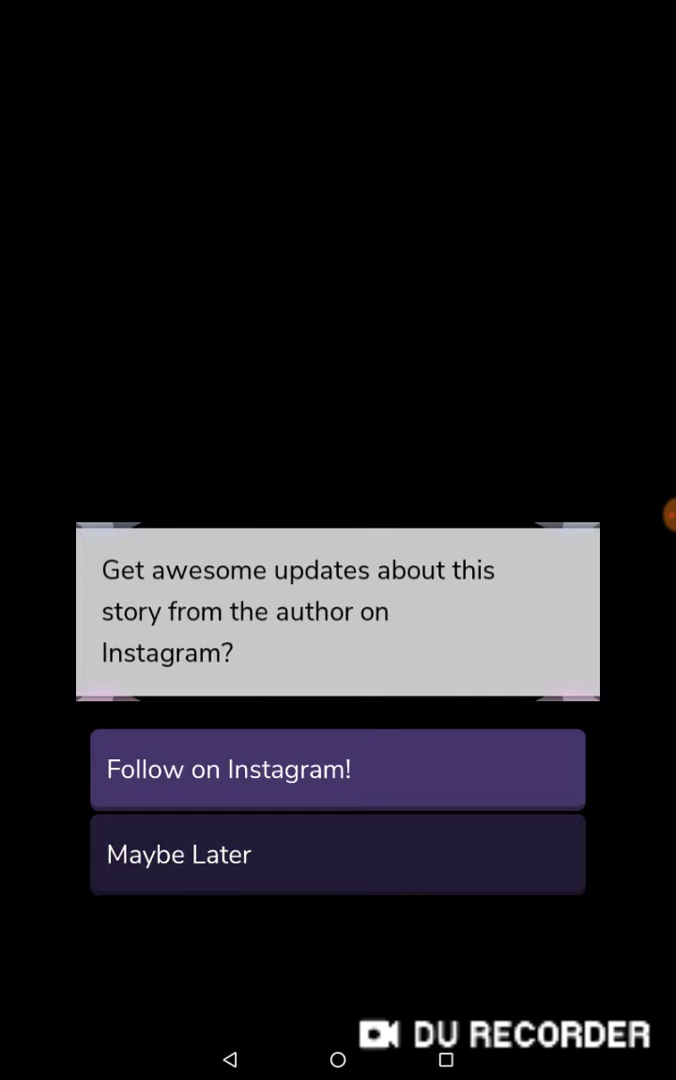 Get awesome updates about this
story from the author on
Instagram?
Follow on Instagram!
Maybe Later
DU RECORDER